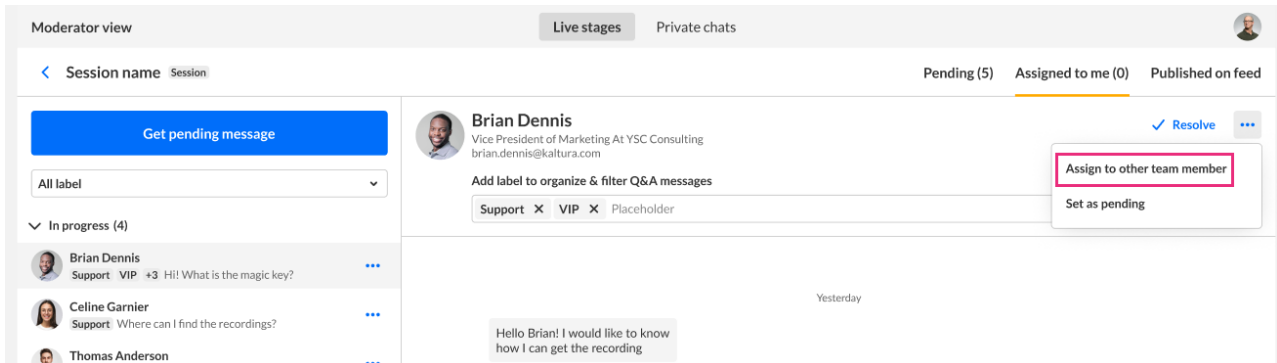 Moderator view
Live stages
Private chats
Session name Session
Pending (5)
Assigned to me (0)
Published on feed
Get pending message
All label
In progress (4)
Brian Dennis
Support VIP +3 Hi! What is the magic key?
Celine Garnier
Support Where can I find the recordings?
Thomas Anderson
Brian Dennis
Vice President of Marketing At YSC Consulting
brian.dennis@kaltura.com
Resolve
Assign to other team member
Set as pending
Add label to organize & filter Q&A messages
Support VIP Placeholder
Yesterday
Hello Brian! I would like to know
how I can get the recording